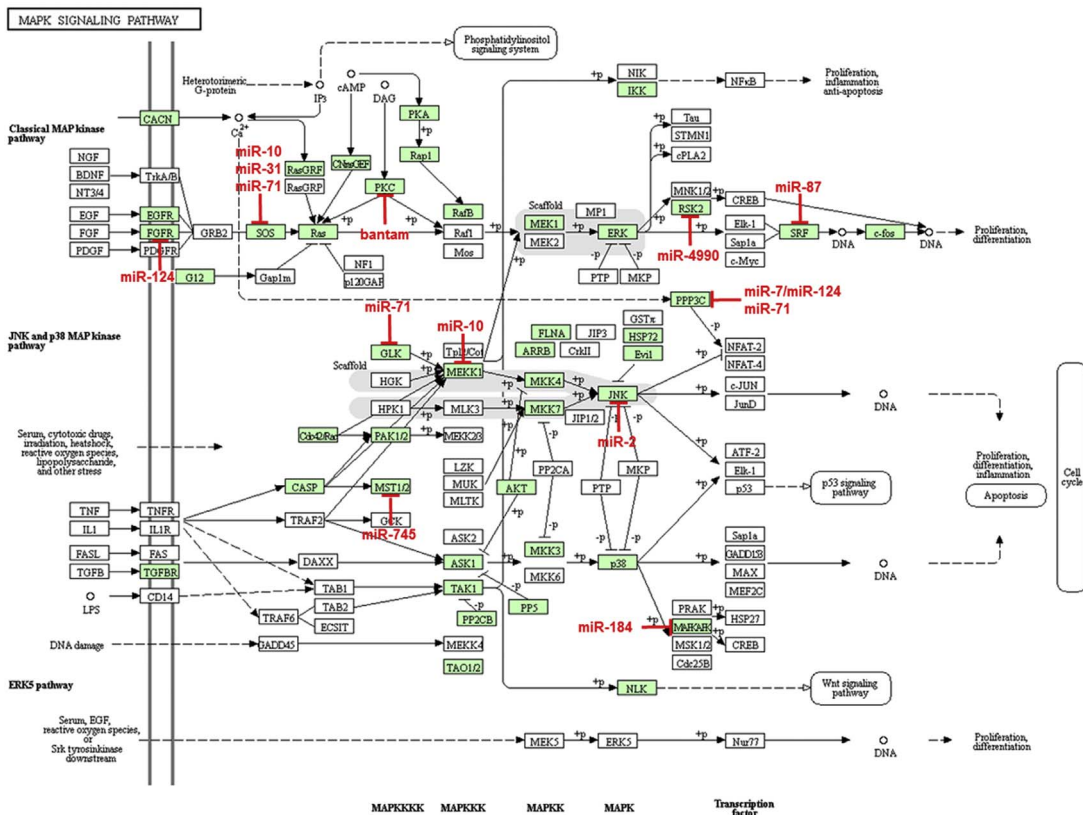 MAPK SIGNALING PATHWAY
Phosphatidylinositol
signaling system
Heterotorimeric
G-protein
IP3
cAMP
DAG
Ca2+
CACN
PKA
+p
Rap1
NIK
IKK
+p
NFκB
Proliferation,
inflammation
anti-apoptosis
Classical MAP kinase
pathway
NGF
BDNF
NT3/4
TrkA/B
EGF
FGF
PDGF
EGFR
FGFR
PDGFR
GRB2
miR-10
miR-31
miR-71
RasGRF
RasGRP
CNrasGEF
PKC
bantam
SOS
Ras
RafB
Raf1
Mos
+p
+p
Scaffold
MEK1
MEK2
MP1
+p
+p
ERK
PTP
MKP
Tau
STMN1
cPLA2
+p
+p
MNK1/2
RSK2
+p
CREB
miR-4990
Elk-1
Sap1a
c-Myc
+p
miR-87
SRF
DNA
c-fos
DNA
Proliferation,
differentiation
miR-124
G12
Gap1m
NF1
p120GAP
PPP3C
miR-7/miR-124
miR-71
-p
NFAT-2
NFAT-4
JNK and p38 MAP kinase
pathway
miR-71
miR-10
GLK
+p
Scaffold
HGK
HPK1
Tpl2/Cot
MEKK1
MLK3
+p
+p
FLNA
JIP3
ARRB
CrkII
GSTπ
HSP72
Evi1
MKK4
MKK7
+p
+p
JNK
JIP1/2
miR-2
-p
-p
+p
c-JUN
JunD
DNA
Serum, cytotoxic drugs,
irradiation, heatshock,
reactive oxygen species,
lipopolysaccharide,
and other stress
Cdc42/Rac
PAK1/2
MEKK2/3
LZK
MUK
MLTK
CASP
MST1/2
TRAF2
GCK
miR-745
AKT
PP2CA
-p
PTP
MKP
-p
-p
+p
ATF-2
Elk-1
p53
p53 signaling
pathway
Proliferation,
differentiation,
inflammation
Apoptosis
Cell
cycle
TNF
IL1
FASL
TGFB
LPS
TNFR
IL1R
FAS
TGFBR
CD14
DAXX
ASK2
ASK1
+p
MKK3
MKK6
+p
p38
+p
Sap1a
GADD153
MAX
MEF2C
DNA
TAB1
TAB2
ECSIT
TRAF6
TAK1
-p
PP2CB
-p
PP5
miR-184
PRAK
MAPKAPK
MSK1/2
Cdc25B
+p
+p
HSP27
CREB
DNA damage
GADD45
MEKK4
TAO1/2
+p
NLK
Wnt signaling
pathway
ERK5 pathway
Serum, EGF,
reactive oxygen species,
or
Srk tyrosinkinase
downstream
MEK5
+p
ERK5
+p
Nur77
DNA
Proliferation,
differentiation
MAPKKKK
MAPKKK
MAPKK
MAPK
Transcription
factor